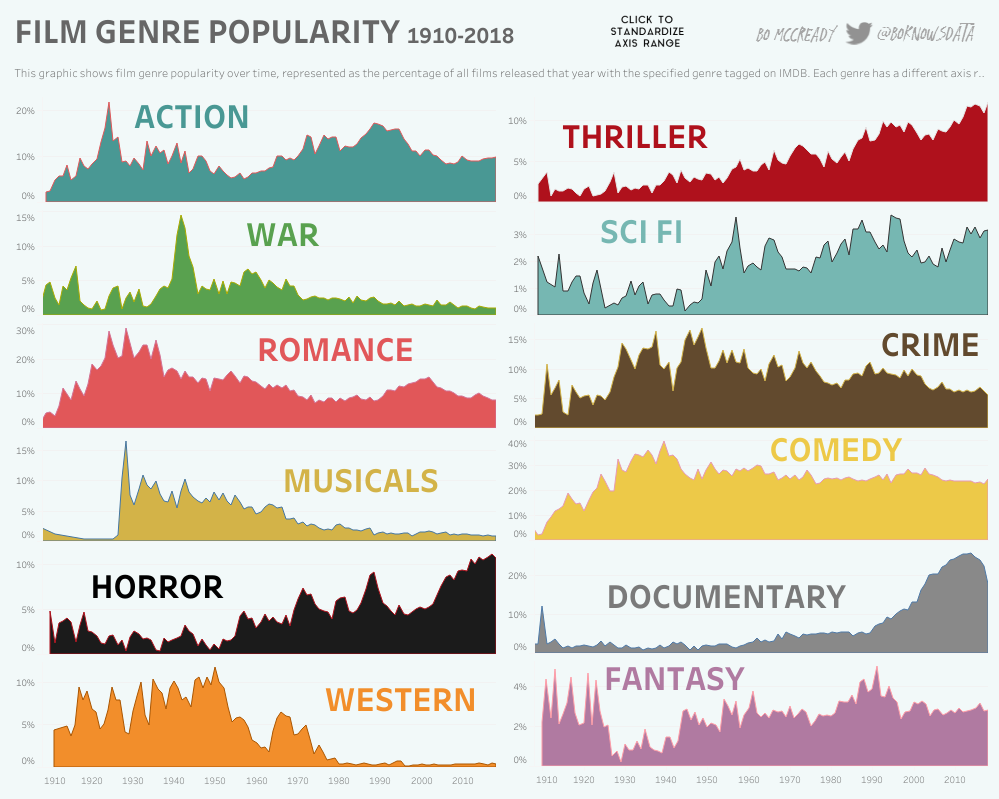 FILM GENRE POPULARITY 1910-2018
CLICK TO
STANDARDIZE
AXIS RANGE
BO MCCREADY @BOKNOWSDATA
This graphic shows film genre popularity over time, represented as the percentage of all films released that year with the specified genre tagged on IMDB. Each genre has a different axis r..
ACTION
20%
10%
0%
THRILLER
10%
5%
0%
WAR
15%
10%
5%
0%
SCI FI
3%
2%
1%
0%
ROMANCE
30%
20%
10%
0%
CRIME
15%
10%
5%
0%
MUSICALS
15%
10%
5%
0%
COMEDY
40%
30%
20%
10%
0%
HORROR
10%
5%
0%
DOCUMENTARY
20%
10%
0%
WESTERN
10%
5%
0%
FANTASY
4%
2%
0%
1910 1920 1930 1940 1950 1960 1970 1980 1990 2000 2010
1910 1920 1930 1940 1950 1960 1970 1980 1990 2000 2010